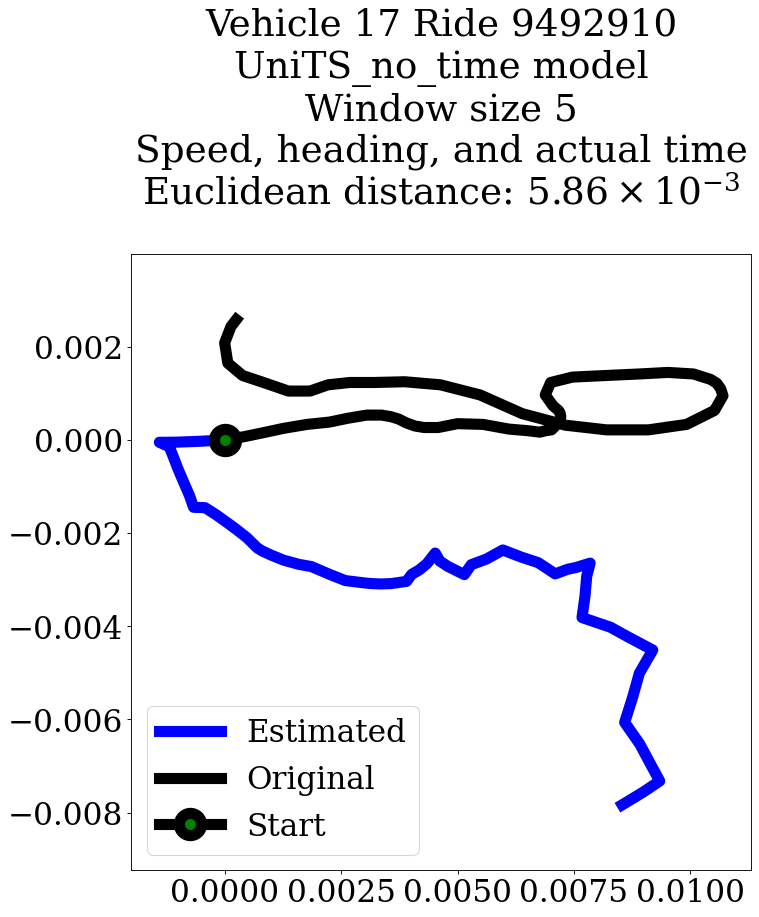 Vehicle 17 Ride 9492910
UniTS_no_time model
Window size 5
Speed, heading, and actual time
Euclidean distance: 5.86 × 10⁻³
0.002
0.000
−0.002
−0.004
−0.006
−0.008
Estimated
Original
Start
0.0000 0.0025 0.0050 0.0075 0.0100